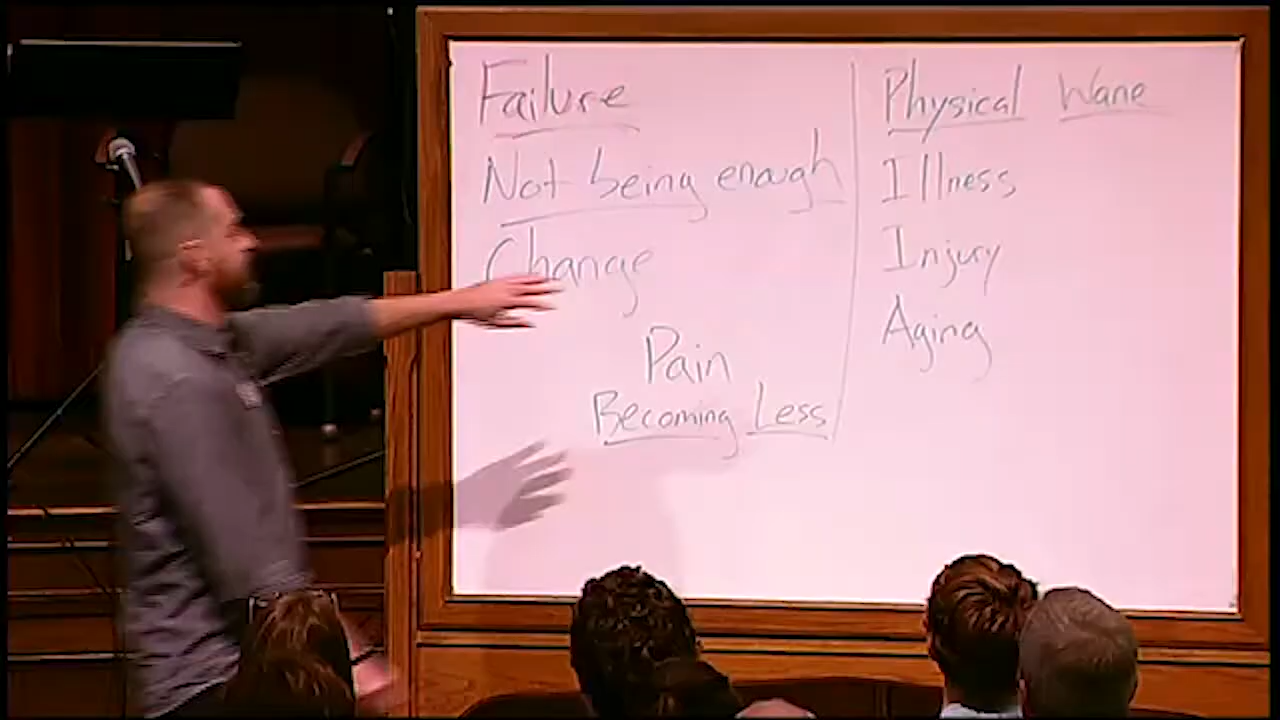 Failure
Not being enough
Change
Pain
Becoming Less
Physical Wane
Illness
Injury
Aging